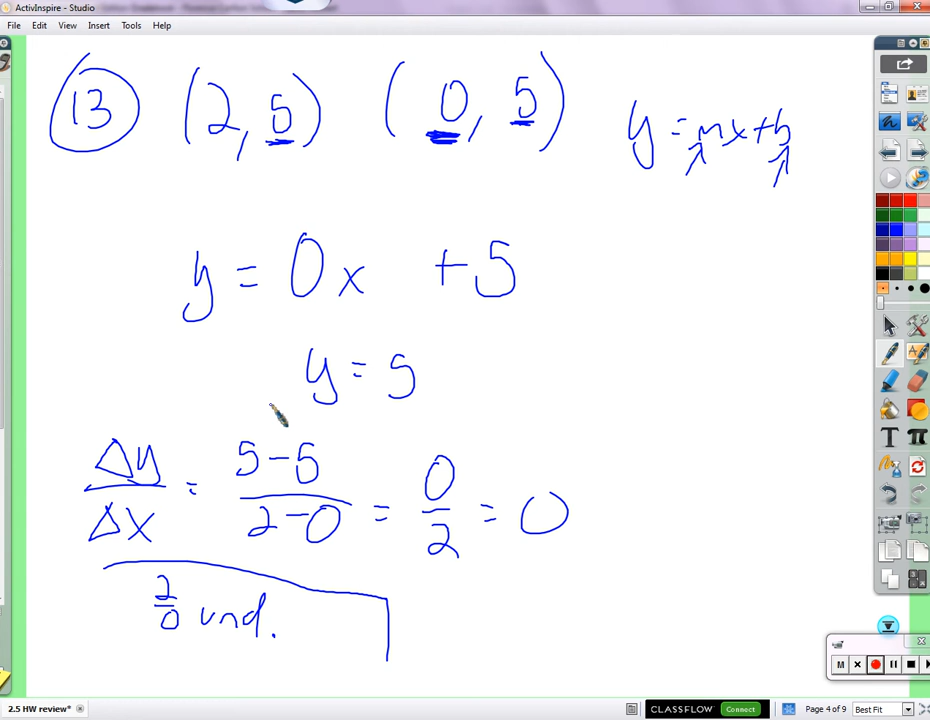 ActivInspire - Studio
File Edit View Insert Tools Help
13 (2, 5) (0, 5) y = mx + b
y = 0x + 5
y = 5
Δy/Δx = 5-5/2-0 = 0/2 = 0
2/0 und.
M
2.5 HW review*
CLASSFLOW Connect
Page 4 of 9
Best Fit